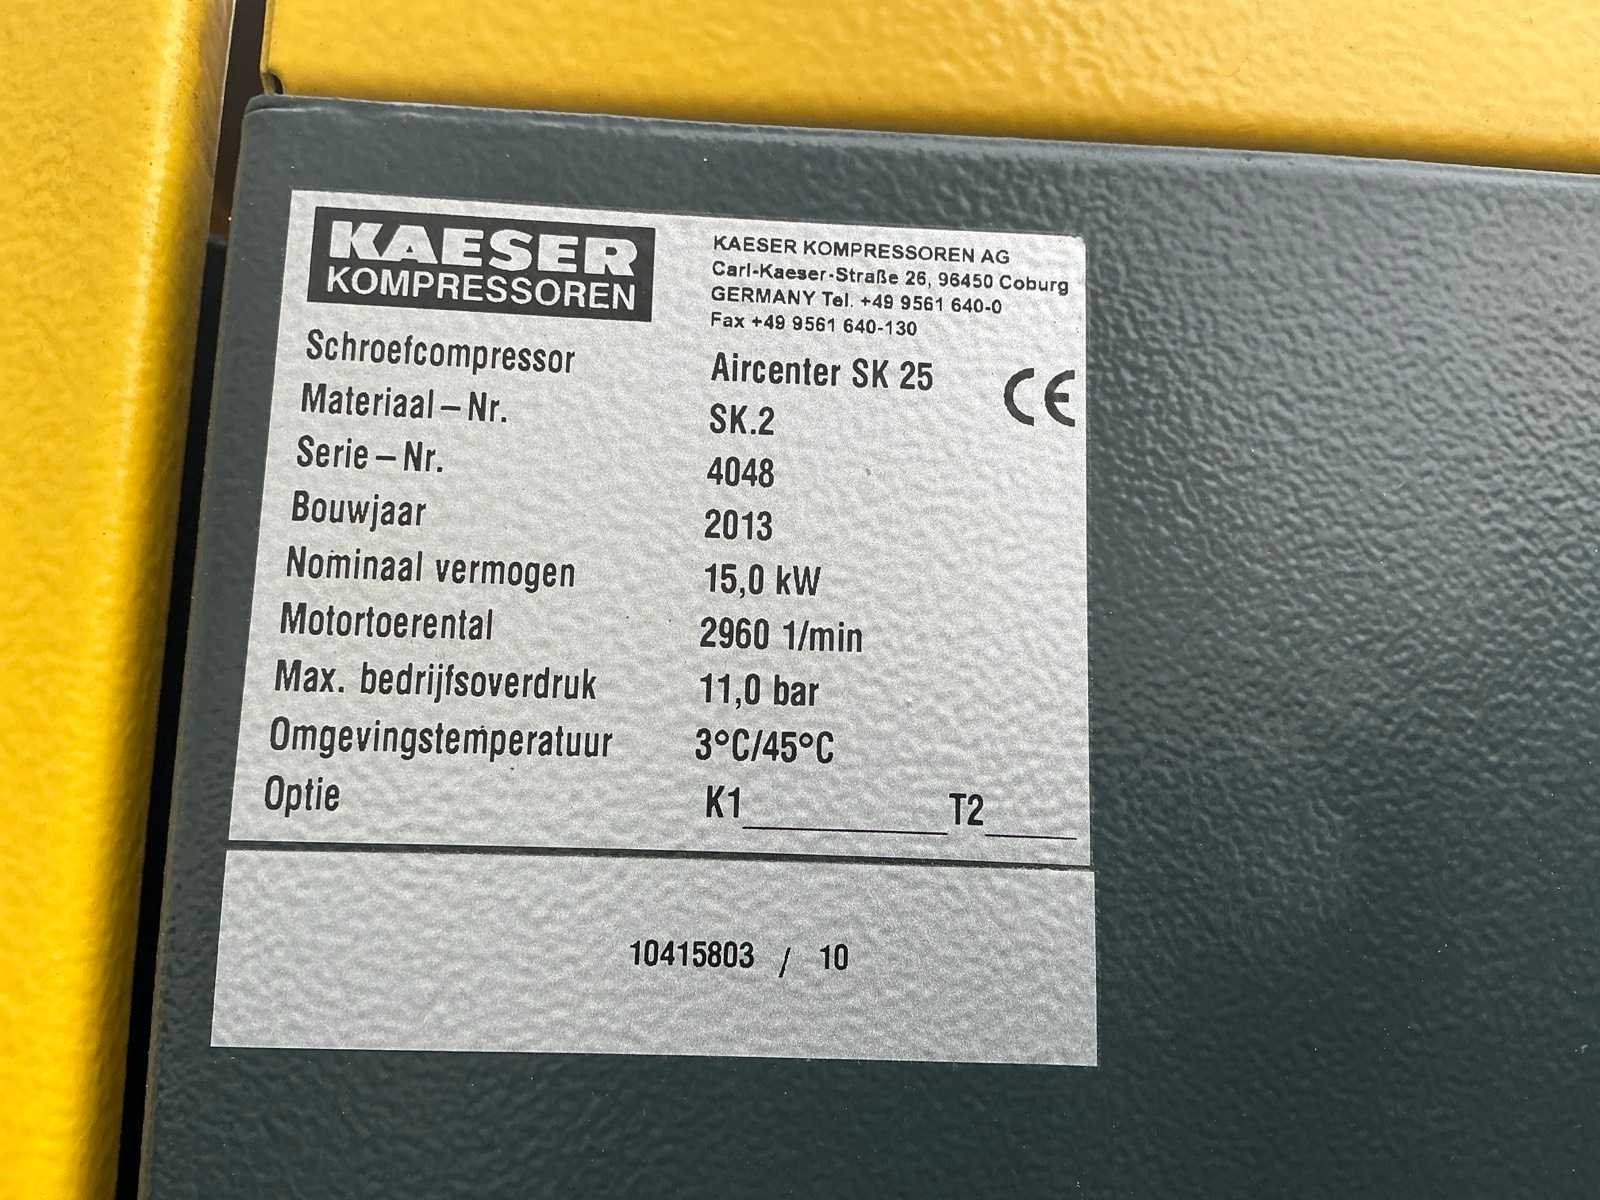 KAESER
KOMPRESSOREN
KAESER KOMPRESSOREN AG
Carl-Kaeser-Straße 26, 96450 Coburg
GERMANY Tel. +49 9561 640-0
Fax +49 9561 640-130
Schroefcompressor Aircenter SK 25 CE
Materiaal – Nr. SK.2
Serie – Nr. 4048
Bouwjaar 2013
Nominaal vermogen 15,0 kW
Motortoerental 2960 1/min
Max. bedrijfsoverdruk 11,0 bar
Omgevingstemperatuur 3°C/45°C
Optie K1__________T2_____
10415803 / 10